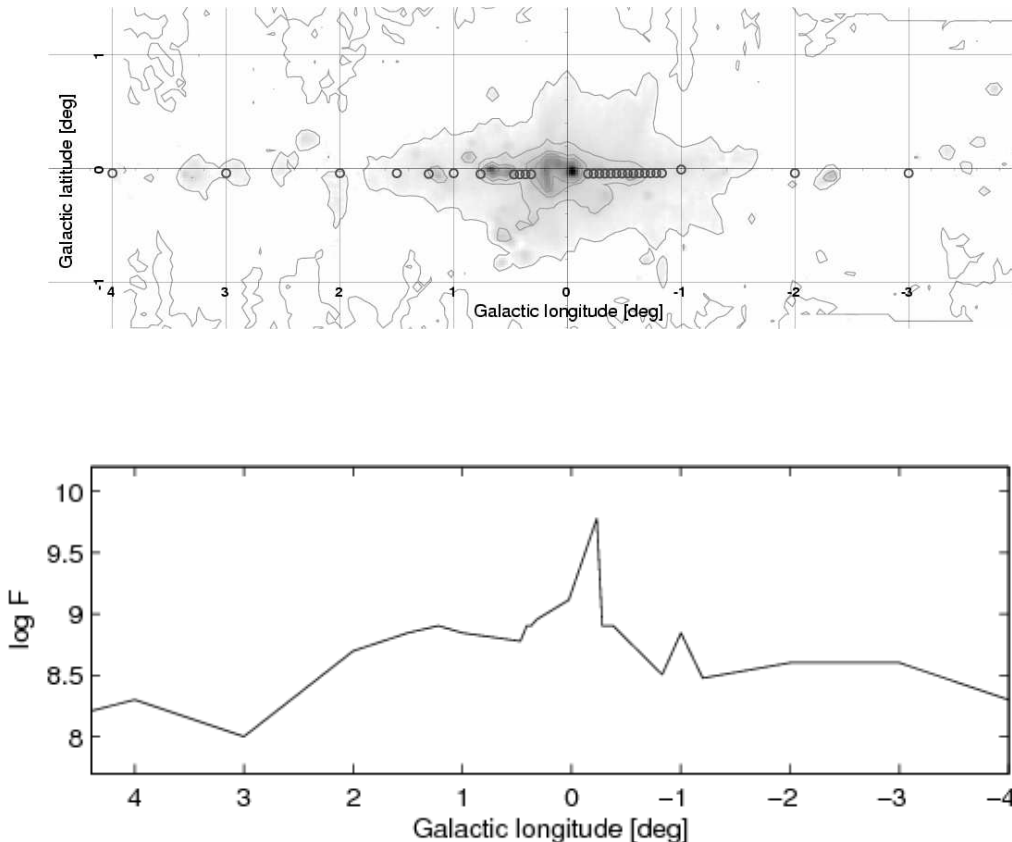 1
Galactic latitude [deg]
0
-1
4 3 2 1 0 -1 -2 -3
Galactic longitude [deg]
10
9.5
9
log F
8.5
8
4 3 2 1 0 −1 −2 −3 −4
Galactic longitude [deg]